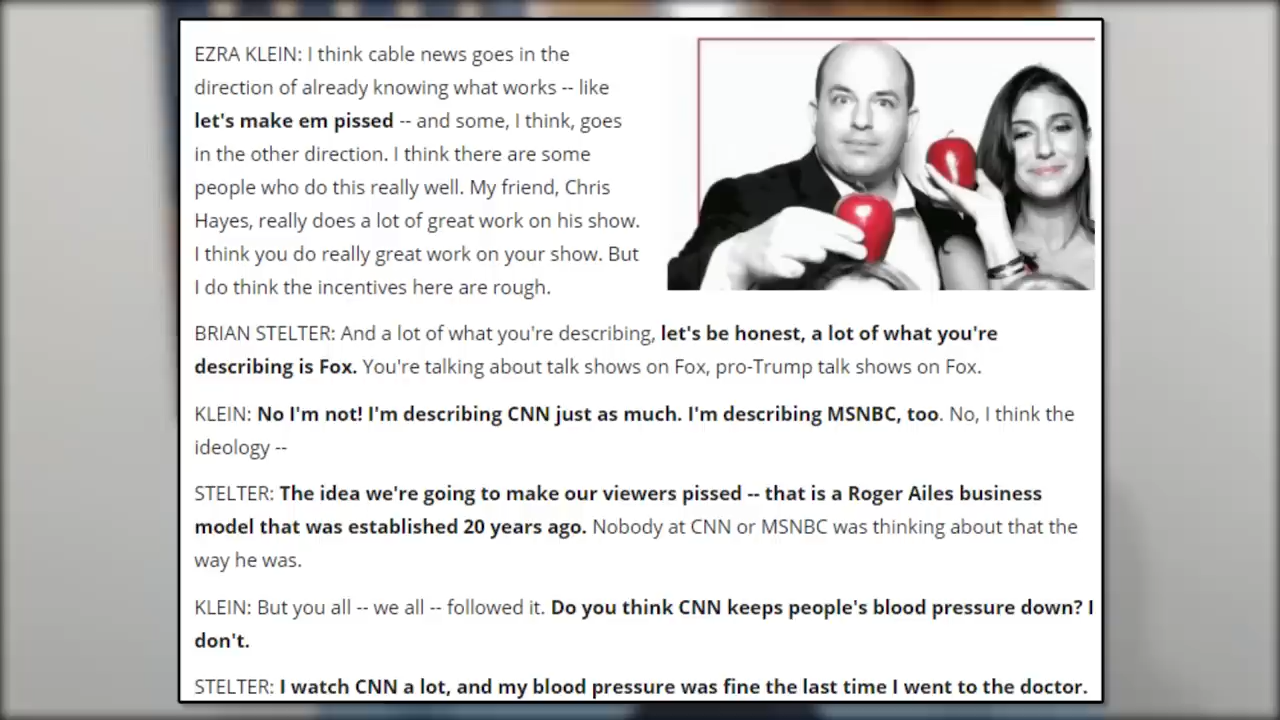 EZRA KLEIN: I think cable news goes in the
direction of already knowing what works -- like
let's make em pissed -- and some, I think, goes
in the other direction. I think there are some
people who do this really well. My friend, Chris
Hayes, really does a lot of great work on his show.
I think you do really great work on your show. But
I do think the incentives here are rough.
BRIAN STELTER: And a lot of what you're describing, let's be honest, a lot of what you're
describing is Fox. You're talking about talk shows on Fox, pro-Trump talk shows on Fox.
KLEIN: No I'm not! I'm describing CNN just as much. I'm describing MSNBC, too. No, I think the
ideology --
STELTER: The idea we're going to make our viewers pissed -- that is a Roger Ailes business
model that was established 20 years ago. Nobody at CNN or MSNBC was thinking about that the
way he was.
KLEIN: But you all -- we all -- followed it. Do you think CNN keeps people's blood pressure down? I
don't.
STELTER: I watch CNN a lot, and my blood pressure was fine the last time I went to the doctor.